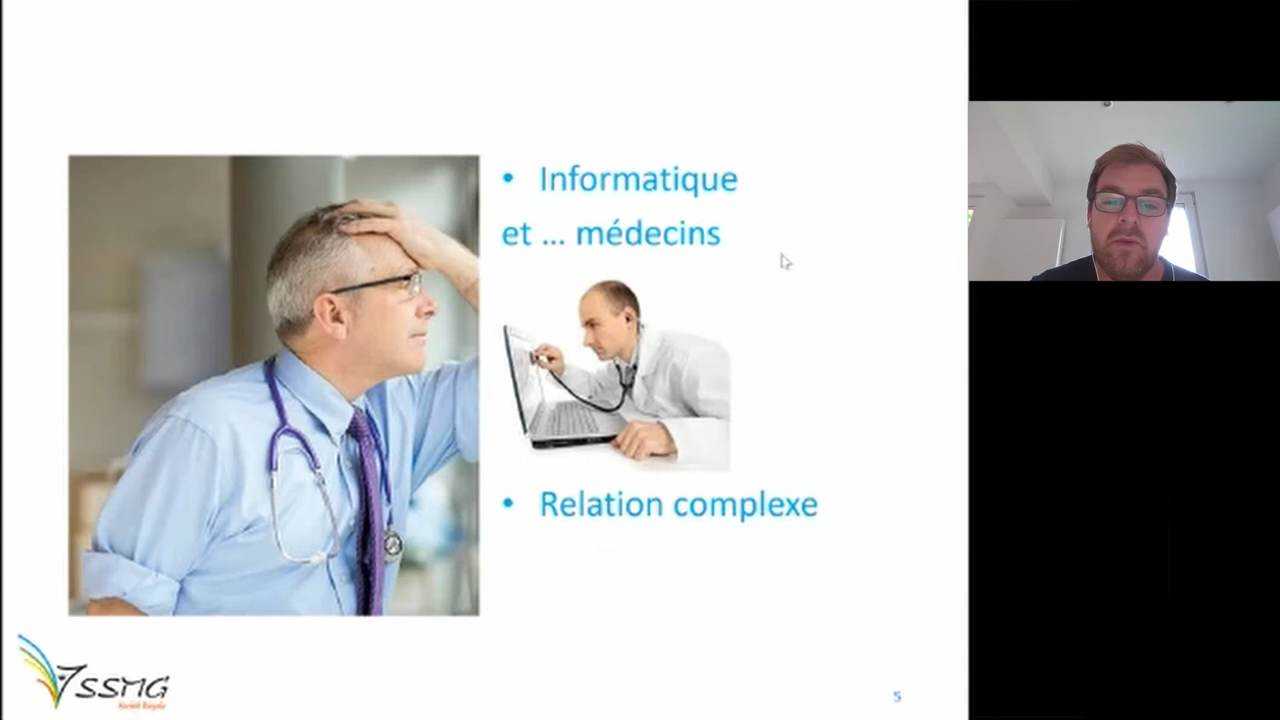 • Informatique
et ... médecins
• Relation complexe
SSMG
5